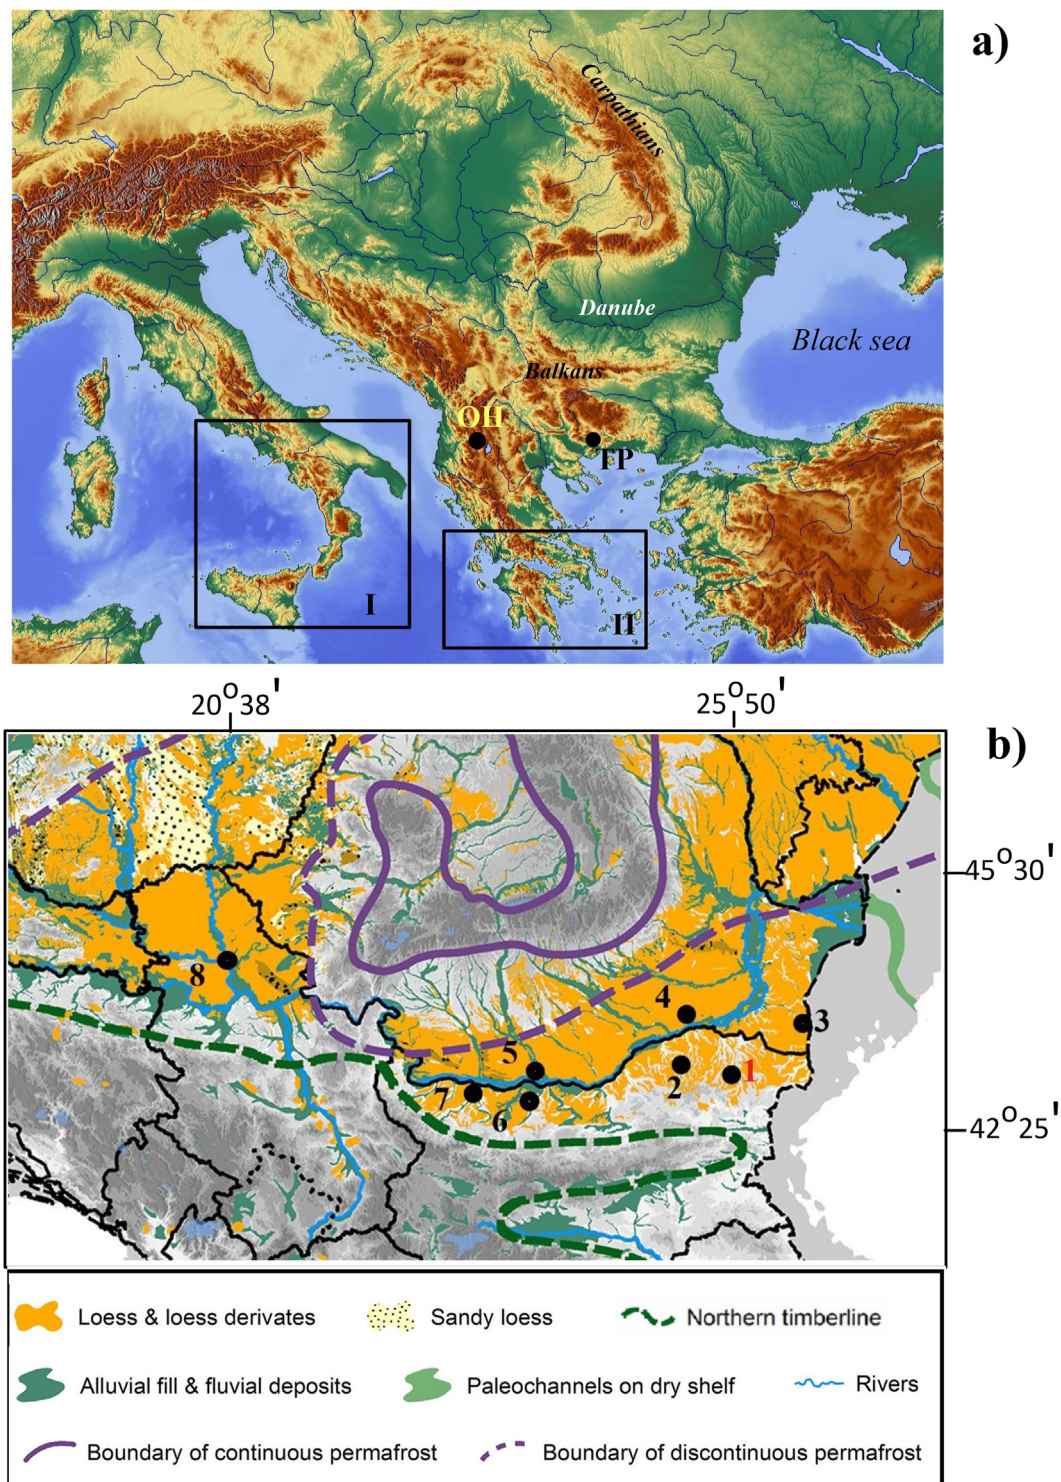 a)
Carpathians
Danube
Black sea
Balkans
OH
TP
I
II
20°38'
25°50'
b)
45°30'
8
4
3
5
2
1
7
6
42°25'
Loess & loess derivates
Sandy loess
Northern timberline
Alluvial fill & fluvial deposits
Paleochannels on dry shelf
Rivers
Boundary of continuous permafrost
Boundary of discontinuous permafrost